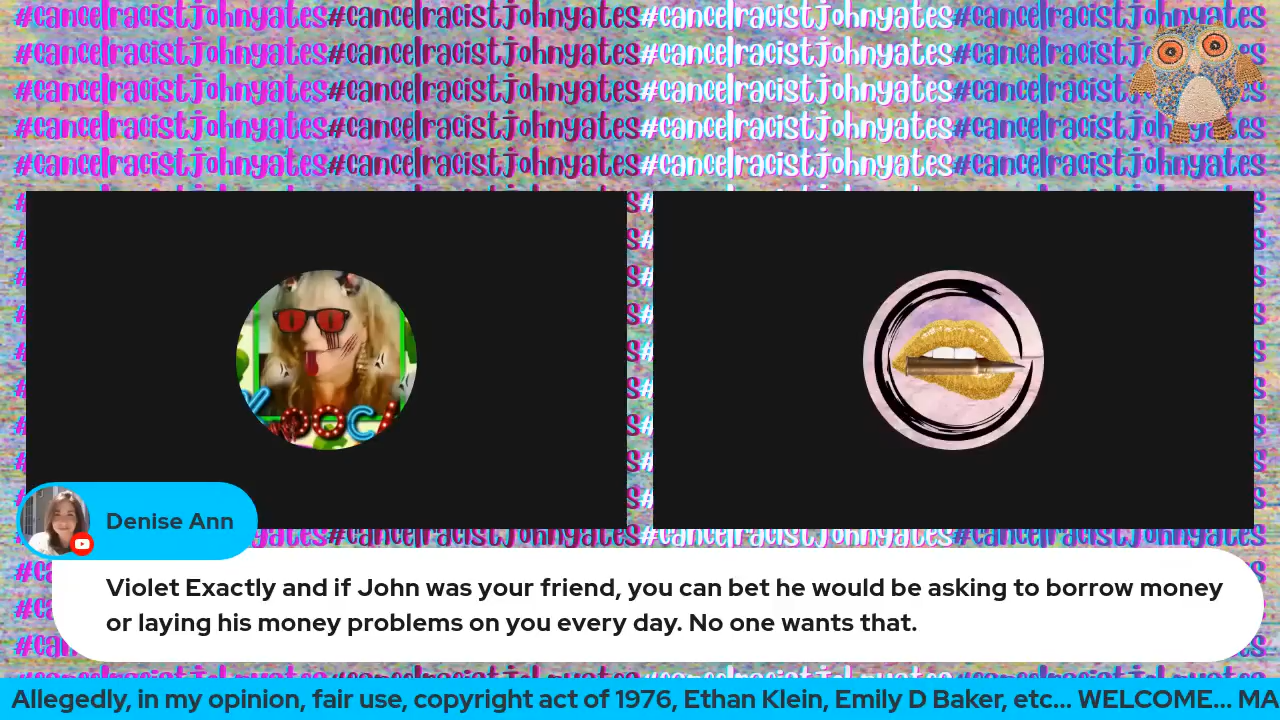 #cancelracistjohnyates#cancelracistjohnyates#cancelracistjohnyates#cancelracistjohnyates
#cancelracistjohnyates#cancelracistjohnyates#cancelracistjohnyates#cancelracistjohnyates
#cancelracistjohnyates#cancelracistjohnyates#cancelracistjohnyates#cancelracistjohnyates
#cancelracistjohnyates#cancelracistjohnyates#cancelracistjohnyates#cancelracistjohnyates
#cancelracistjohnyates#cancelracistjohnyates#cancelracistjohnyates#cancelracistjohnyates
Denise Ann
Violet Exactly and if John was your friend, you can bet he would be asking to borrow money
or laying his money problems on you every day. No one wants that.
Allegedly, in my opinion, fair use, copyright act of 1976, Ethan Klein, Emily D Baker, etc... WELCOME... MA